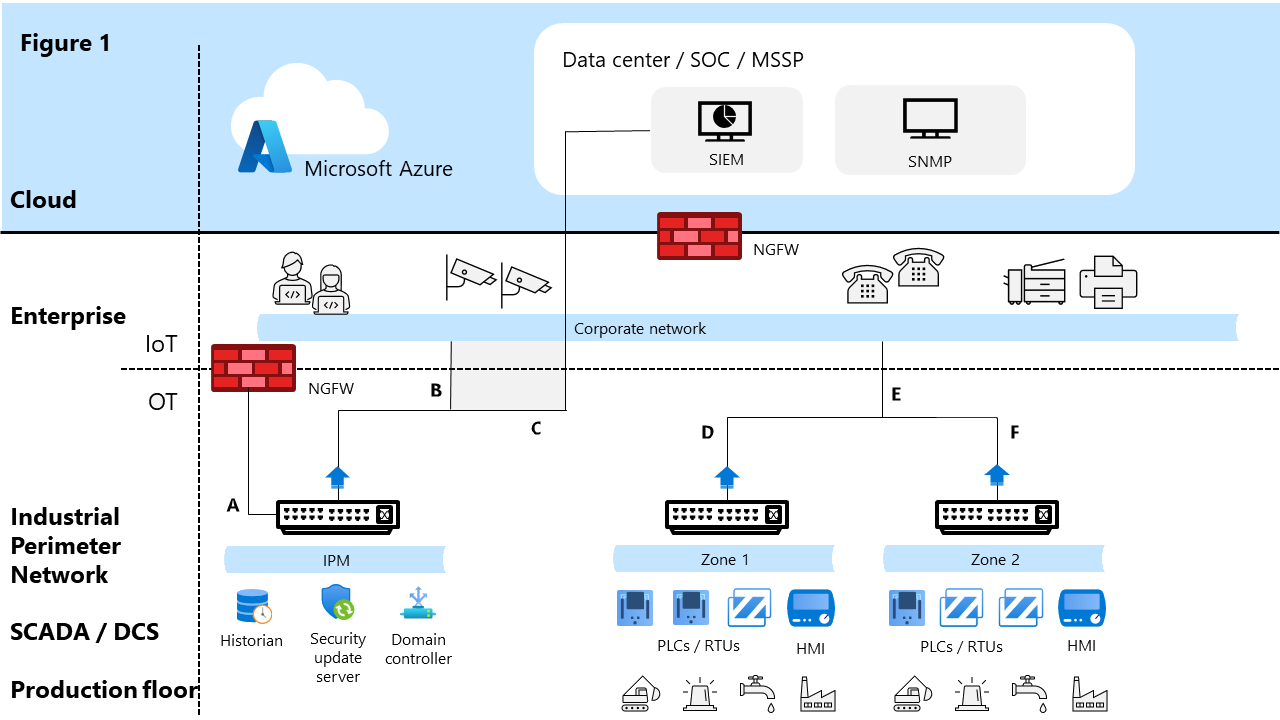 Figure 1
Data center / SOC / MSSP
SIEM
SNMP
Microsoft Azure
Cloud
NGFW
Enterprise
Corporate network
IoT
NGFW
OT
B
C
E
D
F
A
Industrial
Perimeter
Network
IPM
Zone 1
Zone 2
SCADA / DCS
Historian
Security
update
server
Domain
controller
PLCs / RTUs
HMI
PLCs / RTUs
HMI
Production floor